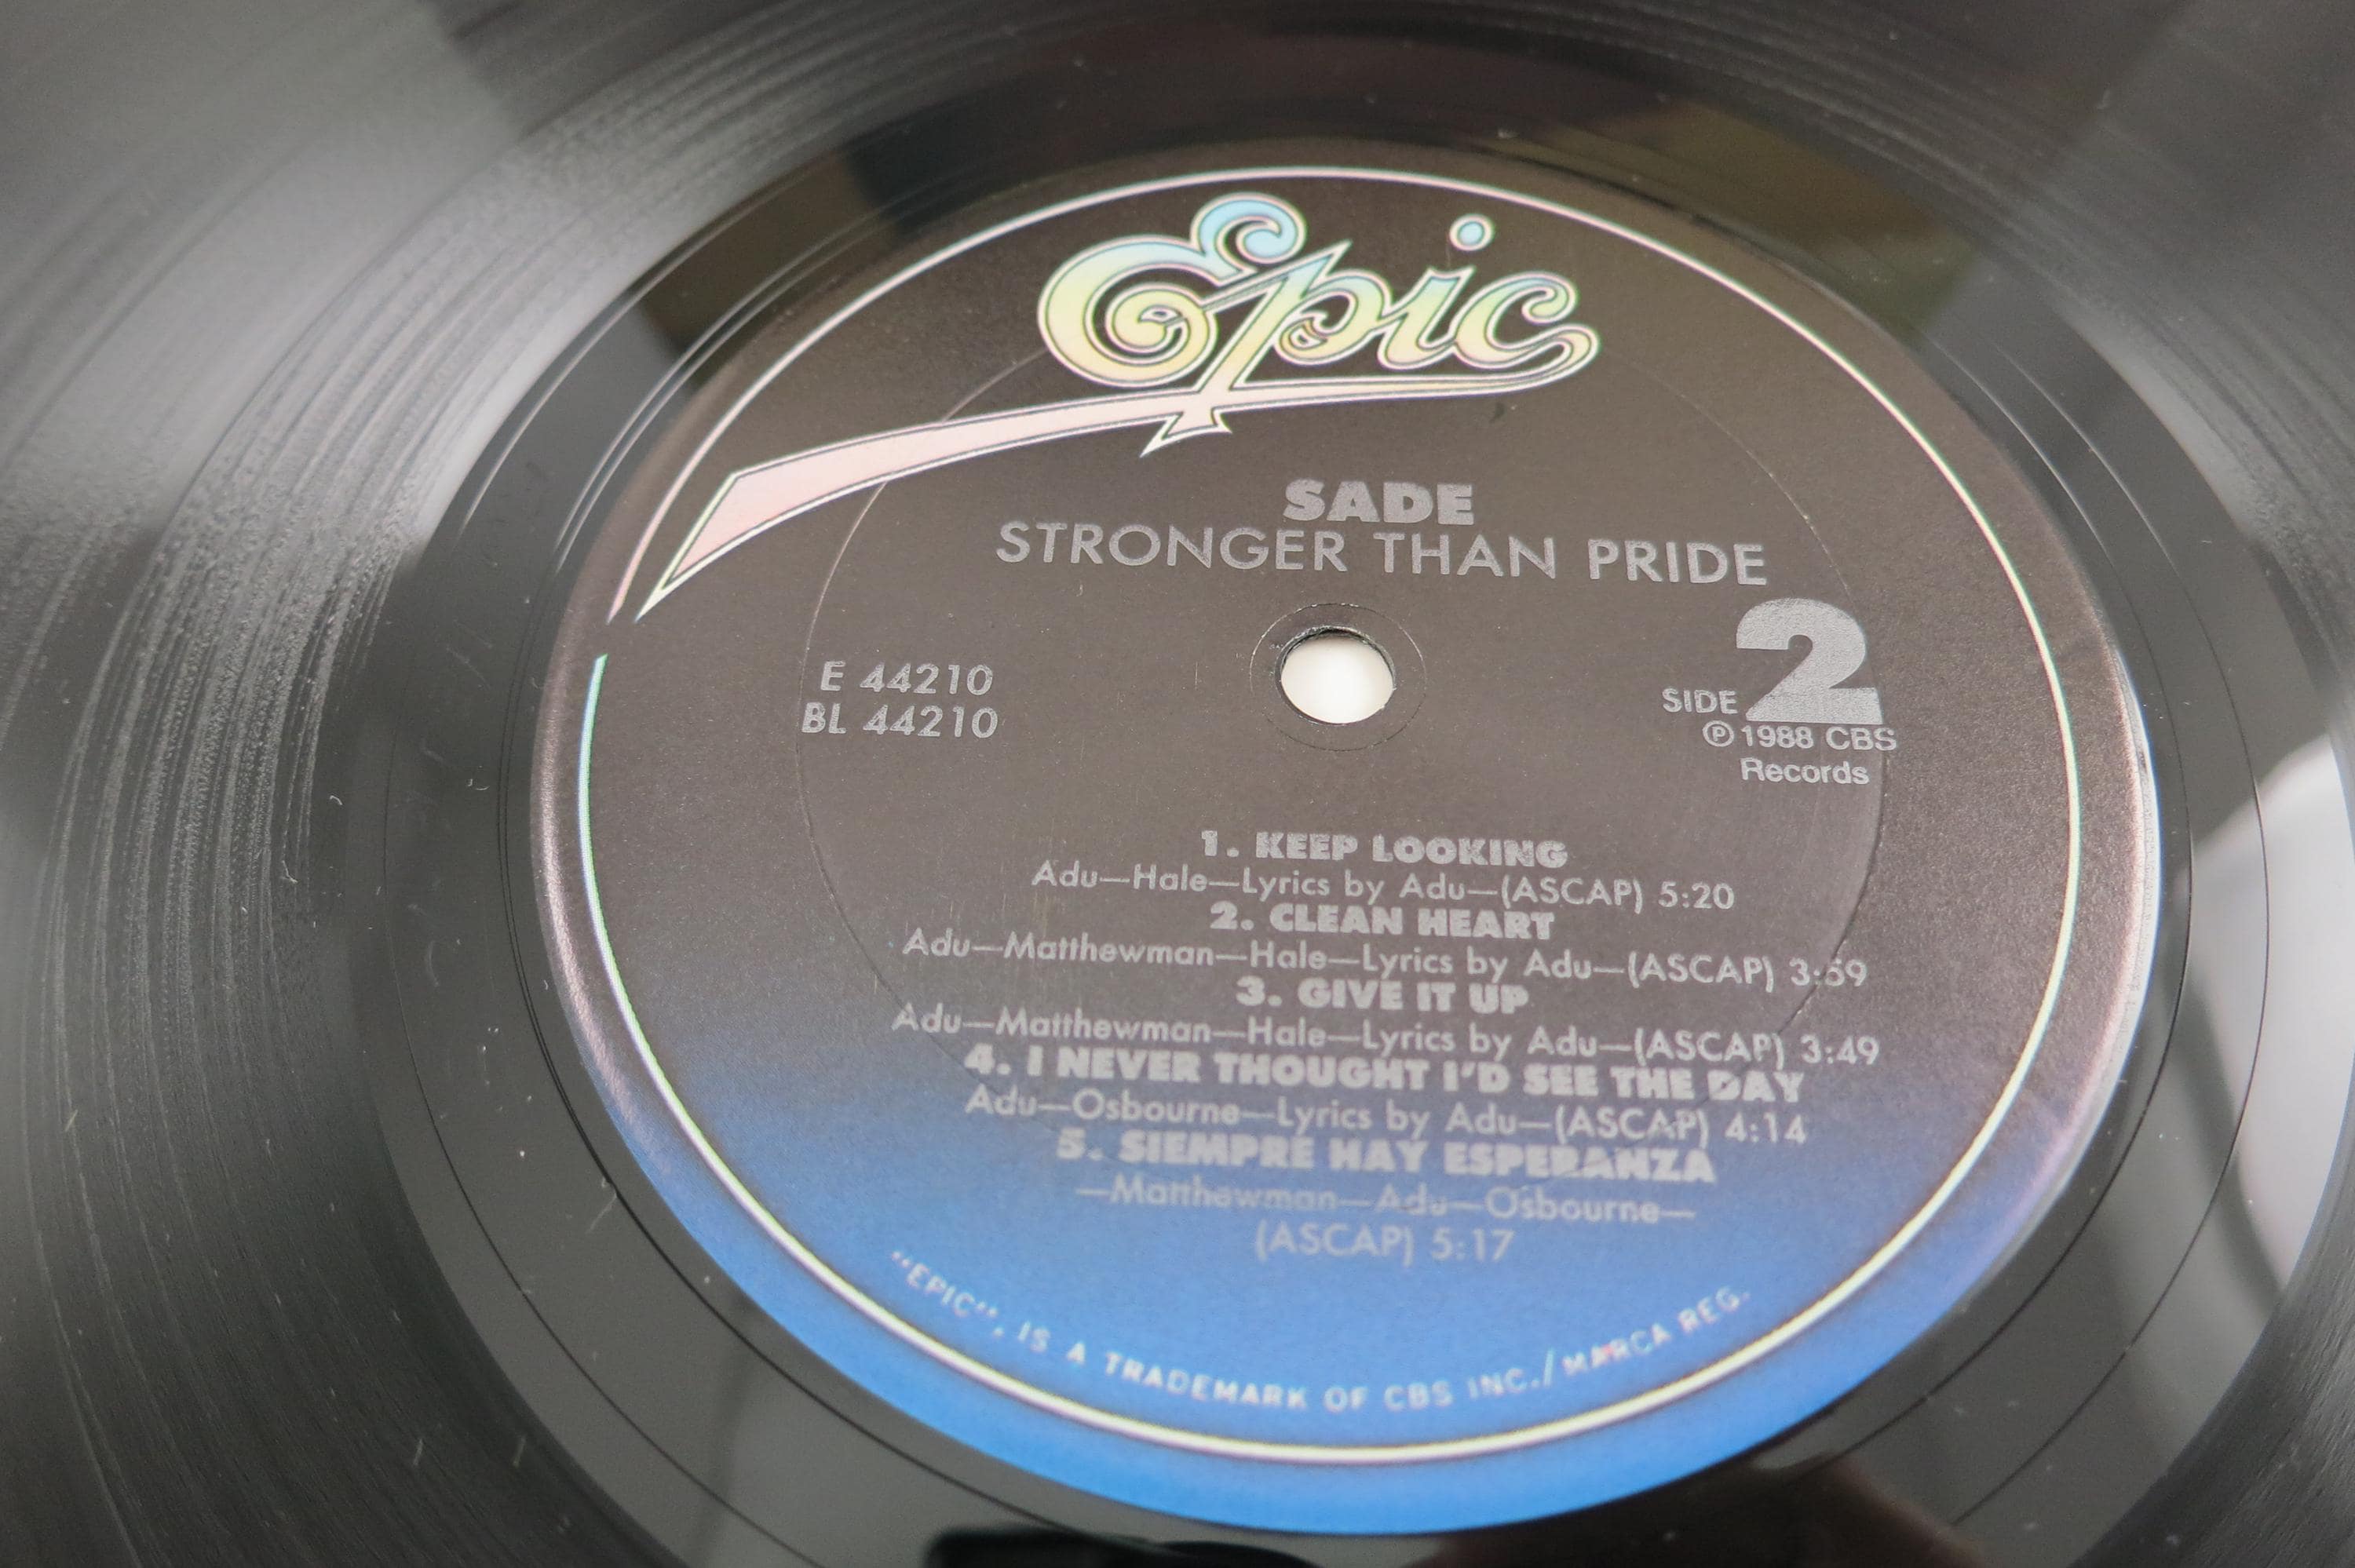 Epic
SADE
STRONGER THAN PRIDE
E 44210
BL 44210
SIDE 2
℗ 1988 CBS
Records
1. KEEP LOOKING
Adu—Hale—Lyrics by Adu—(ASCAP) 5:20
2. CLEAN HEART
Adu—Matthewman—Hale—Lyrics by Adu—(ASCAP) 3:59
3. GIVE IT UP
Adu—Matthewman—Hale—Lyrics by Adu—(ASCAP) 3:49
4. I NEVER THOUGHT I'D SEE THE DAY
Adu—Osbourne—Lyrics by Adu—(ASCAP) 4:14
5. SIEMPRE HAY ESPERANZA
—Matthewman—Adu—Osbourne—
(ASCAP) 5:17
"EPIC", IS A TRADEMARK OF CBS INC./MARCA REG.